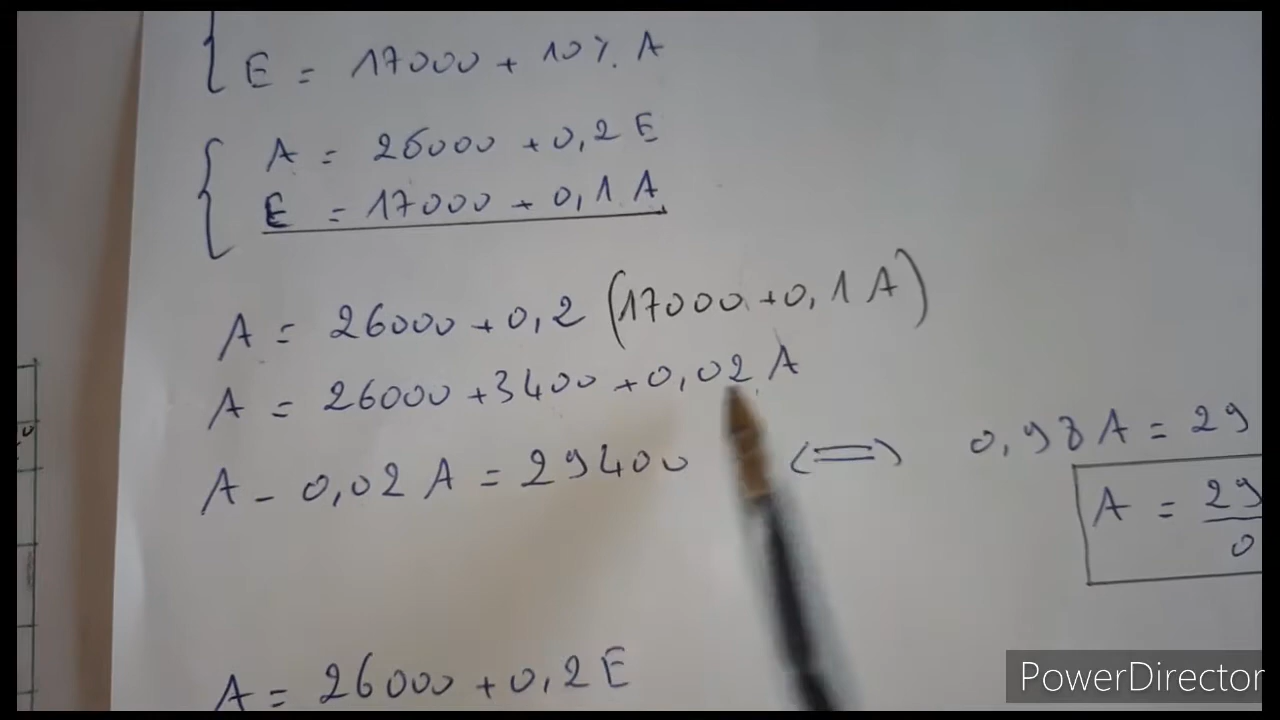 E = 17000 + 10%. A
A = 26000 + 0,2 E
E = 17000 + 0,1 A
A = 26000 + 0,2 (17000 + 0,1 A)
A = 26000 + 3400 + 0,02 A
A - 0,02 A = 29400 <=> 0,98 A = 29
A = 29
0
A = 26000 + 0,2 E
PowerDirector